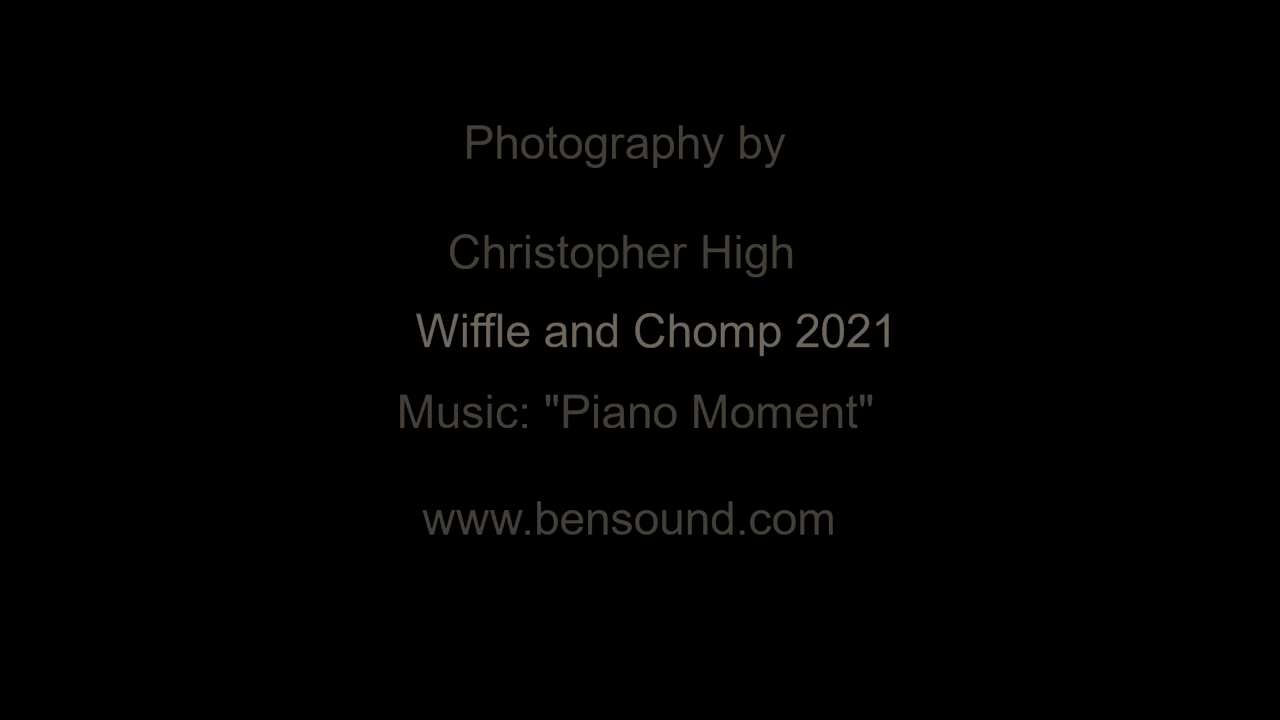 Photography by
Christopher High
Wiffle and Chomp 2021
Music: "Piano Moment"
www.bensound.com